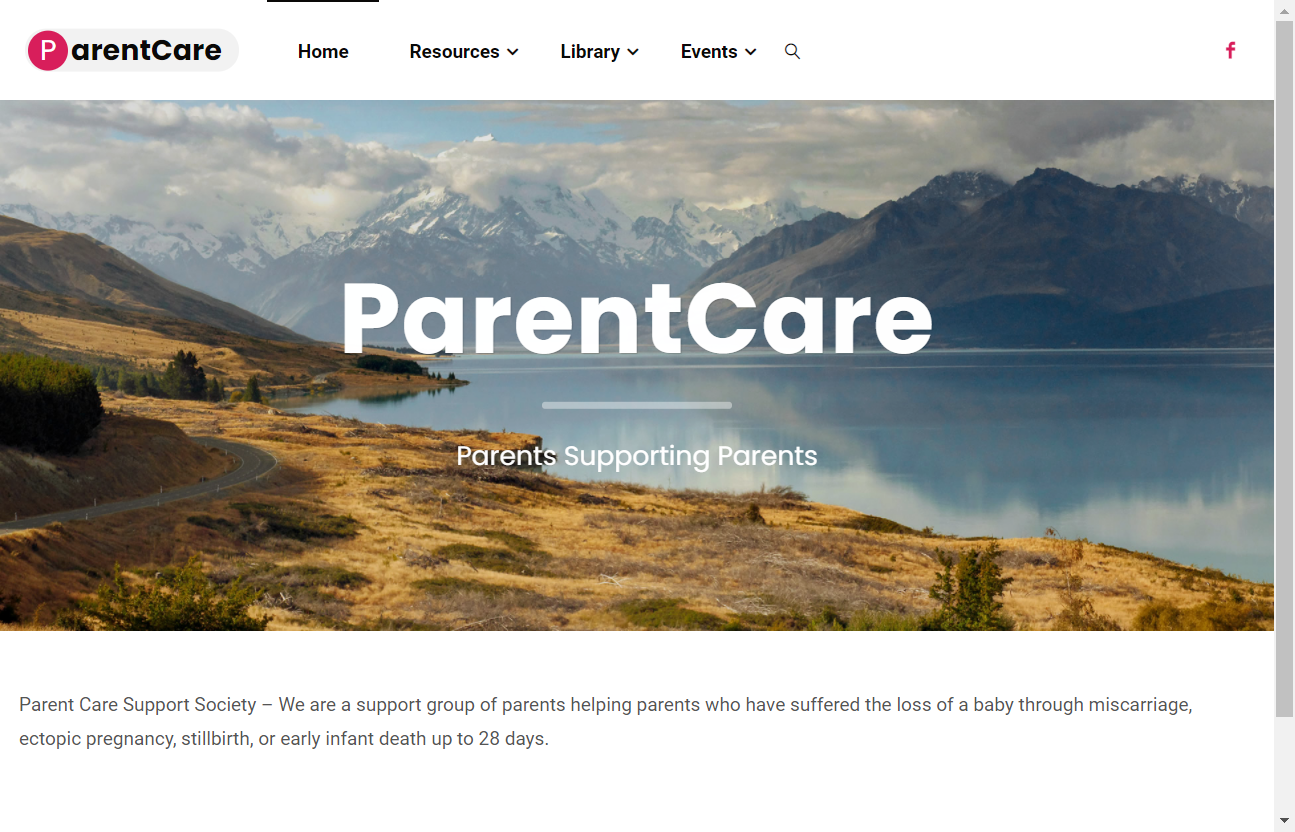 ParentCare
Home
Resources
Library
Events
f
ParentCare
Parents Supporting Parents
Parent Care Support Society – We are a support group of parents helping parents who have suffered the loss of a baby through miscarriage,
ectopic pregnancy, stillbirth, or early infant death up to 28 days.